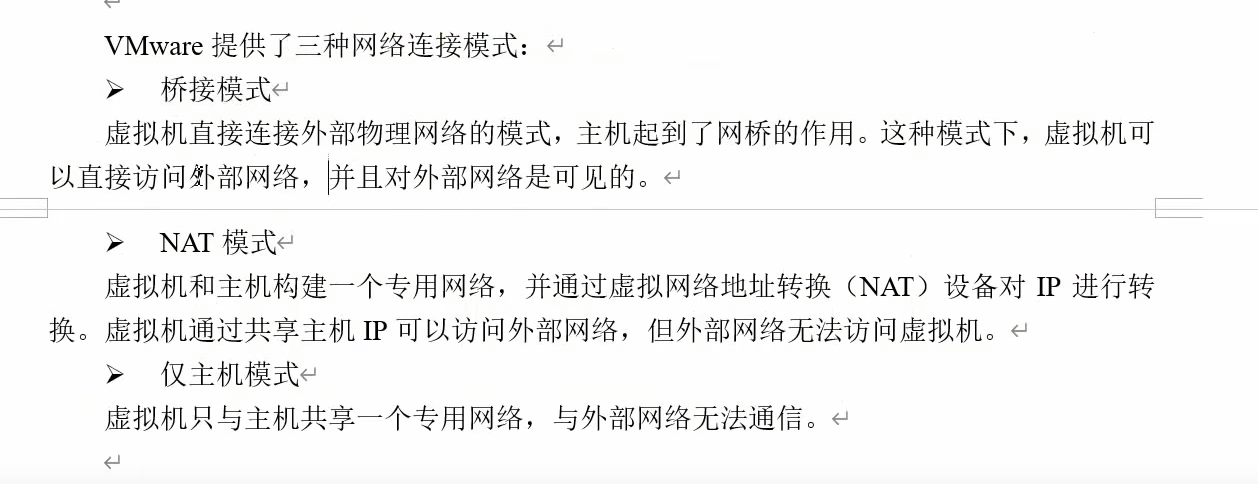 VMware 提供了三种网络连接模式：
➢ 桥接模式
虚拟机直接连接外部物理网络的模式，主机起到了网桥的作用。这种模式下，虚拟机可
以直接访问外部网络，并且对外部网络是可见的。
➢ NAT 模式
虚拟机和主机构建一个专用网络，并通过虚拟网络地址转换（NAT）设备对 IP 进行转
换。虚拟机通过共享主机 IP 可以访问外部网络，但外部网络无法访问虚拟机。
➢ 仅主机模式
虚拟机只与主机共享一个专用网络，与外部网络无法通信。